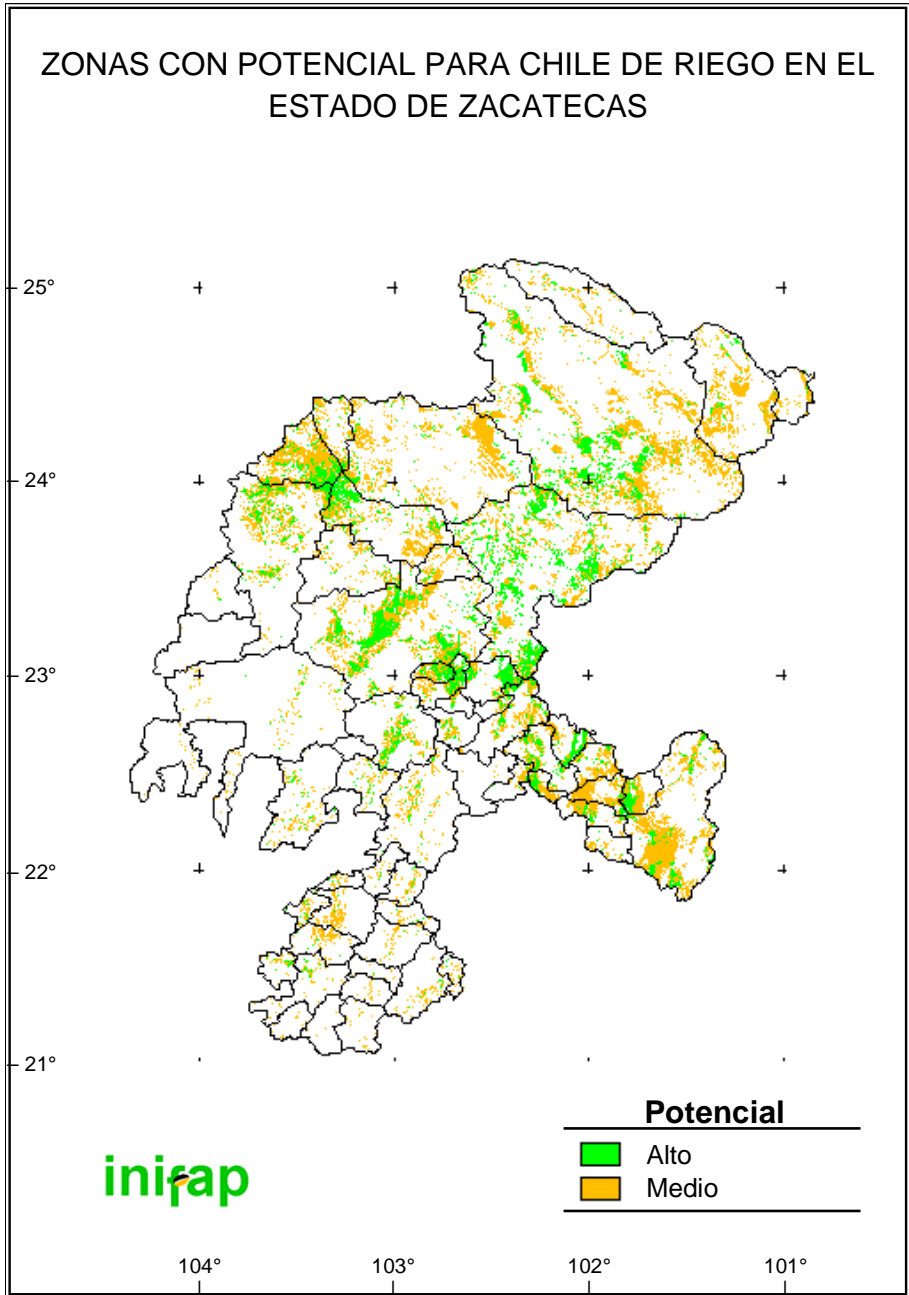 ZONAS CON POTENCIAL PARA CHILE DE RIEGO EN EL
ESTADO DE ZACATECAS
25°
24°
23°
22°
21°
Potencial
Alto
Medio
inifap
104°
103°
102°
101°